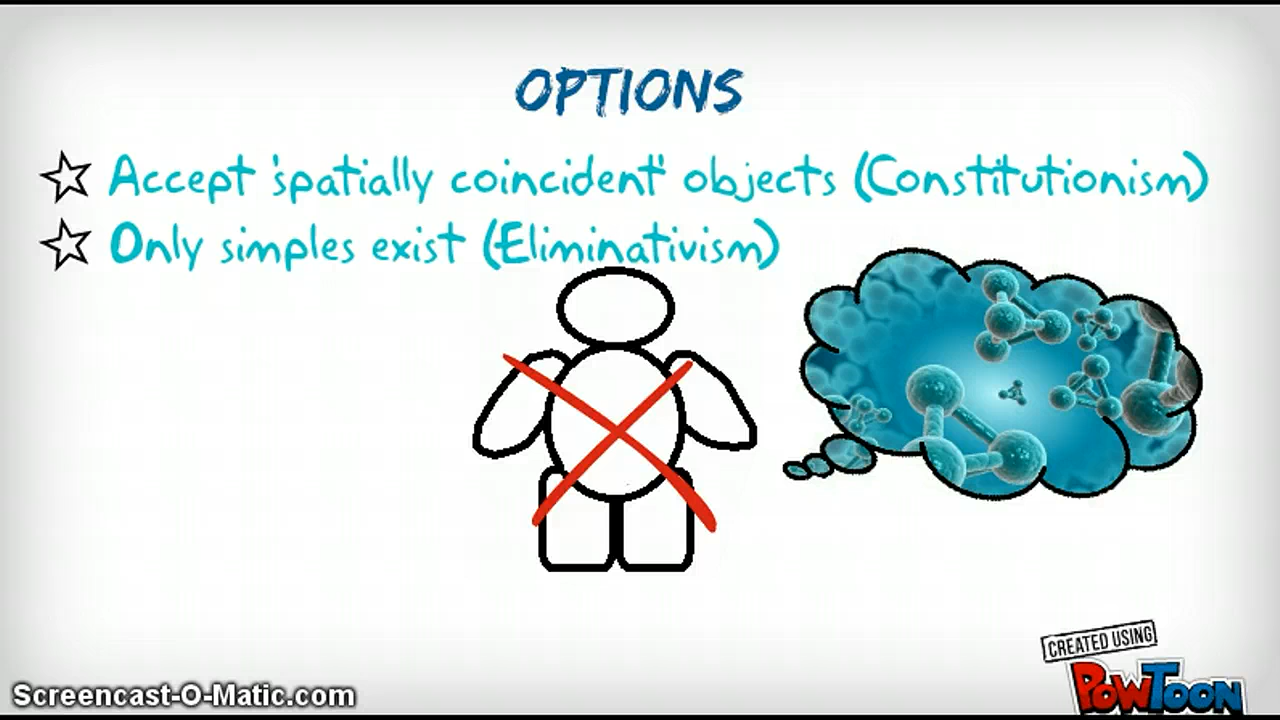 OPTIONS
Accept 'spatially coincident' objects (Constitutionism)
Only simples exist (Eliminativism)
CREATED USING
POWTOON
Screencast-O-Matic.com